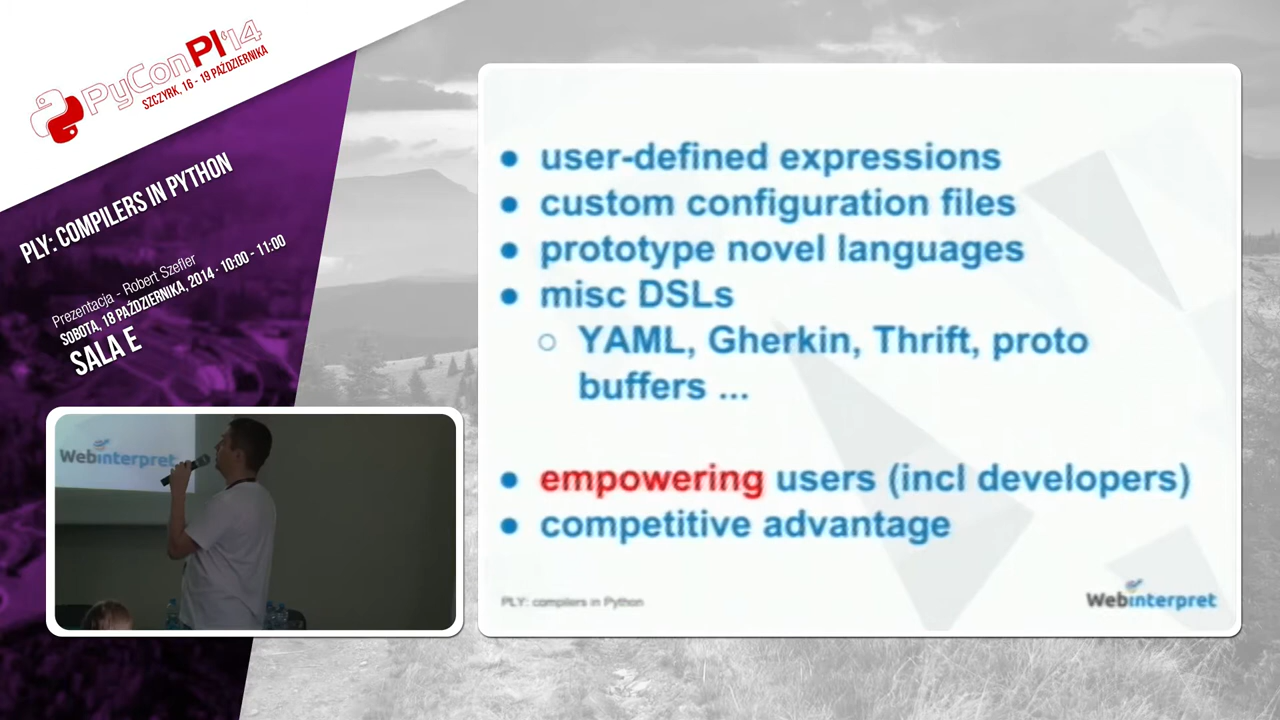 PyConPl'14
SZCZYRK, 16 - 19 PAŹDZIERNIKA
PLY: COMPILERS IN PYTHON
Prezentacja - Robert Szefler
SOBOTA, 18 PAŹDZIERNIKA, 2014 · 10:00 - 11:00
SALA E
Webinterpret
● user-defined expressions
● custom configuration files
● prototype novel languages
● misc DSLs
○ YAML, Gherkin, Thrift, proto
buffers ...
● empowering users (incl developers)
● competitive advantage
PLY: compilers in Python
Webinterpret